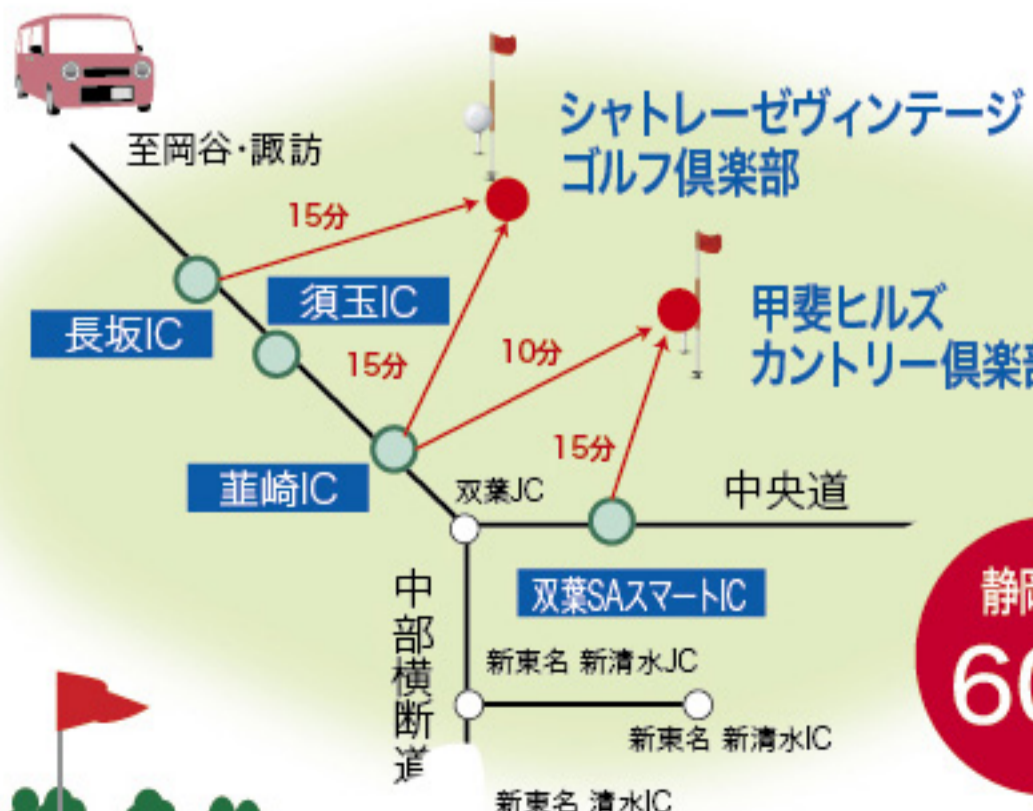 至岡谷・諏訪
シャトレーゼヴィンテージ
ゴルフ倶楽部
15分
須玉IC
長坂IC
甲斐ヒルズ
カントリー倶楽部
15分
10分
15分
韮崎IC
双葉JC
中央道
双葉SAスマートIC
中部横断道
静岡
60
新東名 新清水JC
新東名 新清水IC
新東名 清水IC